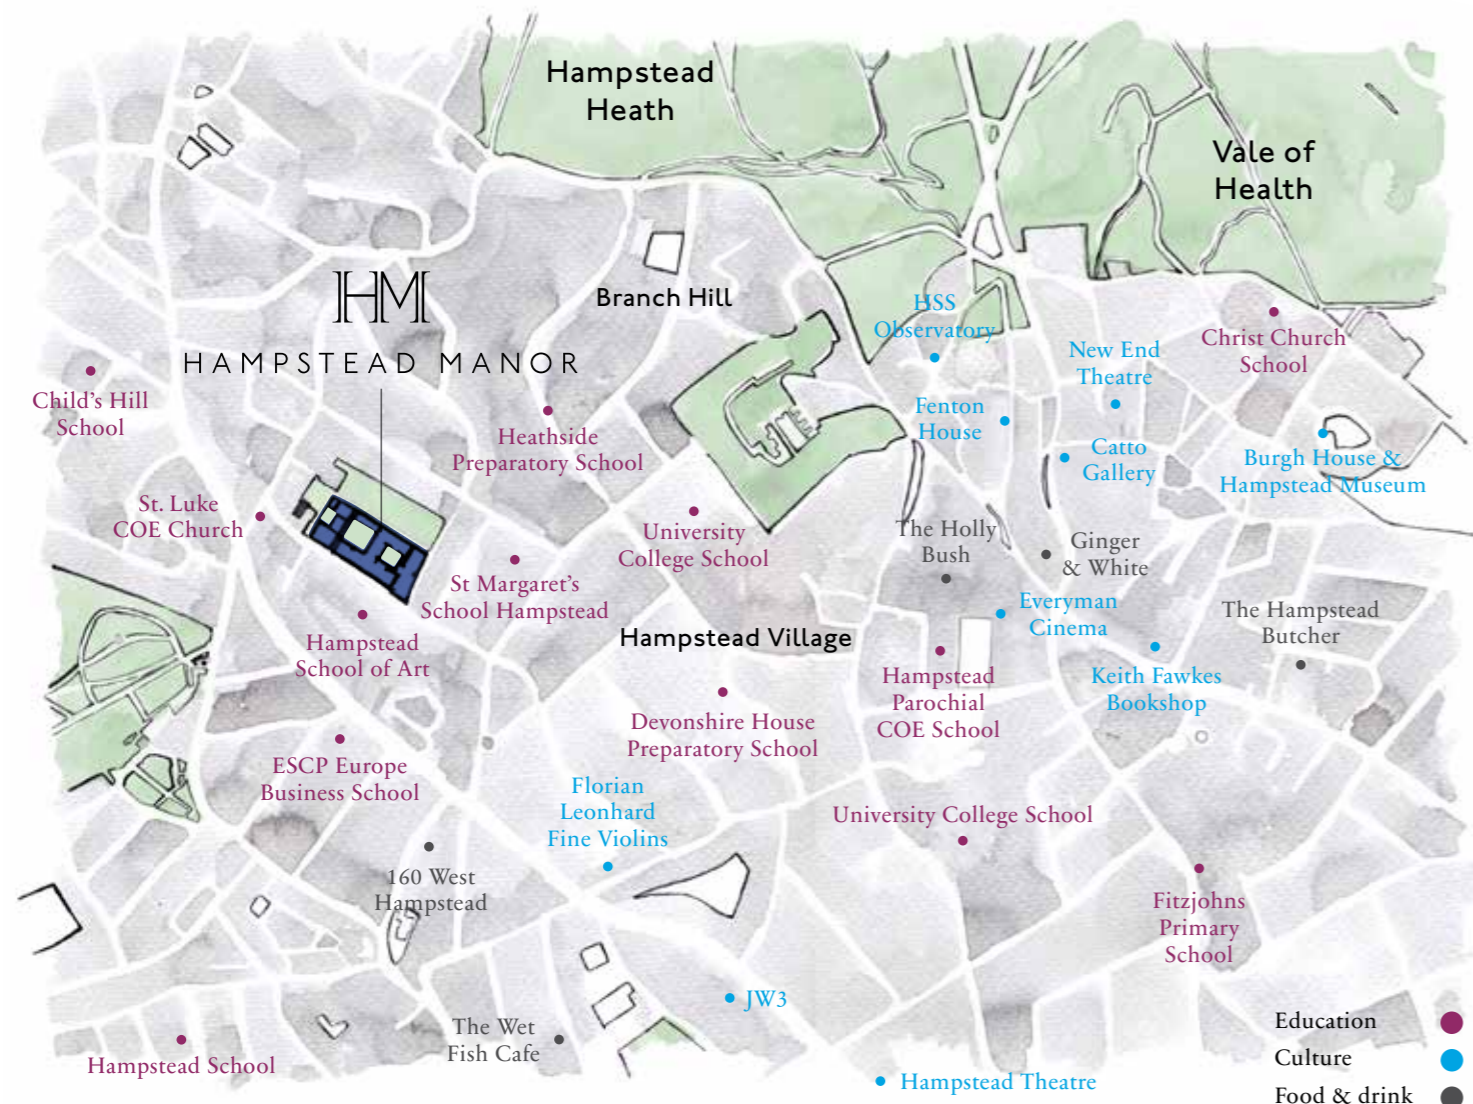 Hampstead
Heath
Vale of
Health
HM
HAMPSTEAD MANOR
Branch Hill
HSS
Observatory
Christ Church
School
New End
Theatre
Child's Hill
School
Fenton
House
Heathside
Preparatory School
Catto
Gallery
Burgh House &
Hampstead Museum
St. Luke
COE Church
University
College School
The Holly
Bush
Ginger
& White
St Margaret's
School Hampstead
Everyman
Cinema
The Hampstead
Butcher
Hampstead
School of Art
Hampstead Village
Hampstead
Parochial
COE School
Keith Fawkes
Bookshop
Devonshire House
Preparatory School
ESCP Europe
Business School
Florian
Leonhard
Fine Violins
University College School
160 West
Hampstead
Fitzjohns
Primary
School
JW3
The Wet
Fish Cafe
Hampstead School
Hampstead Theatre
Education
Culture
Food & drink